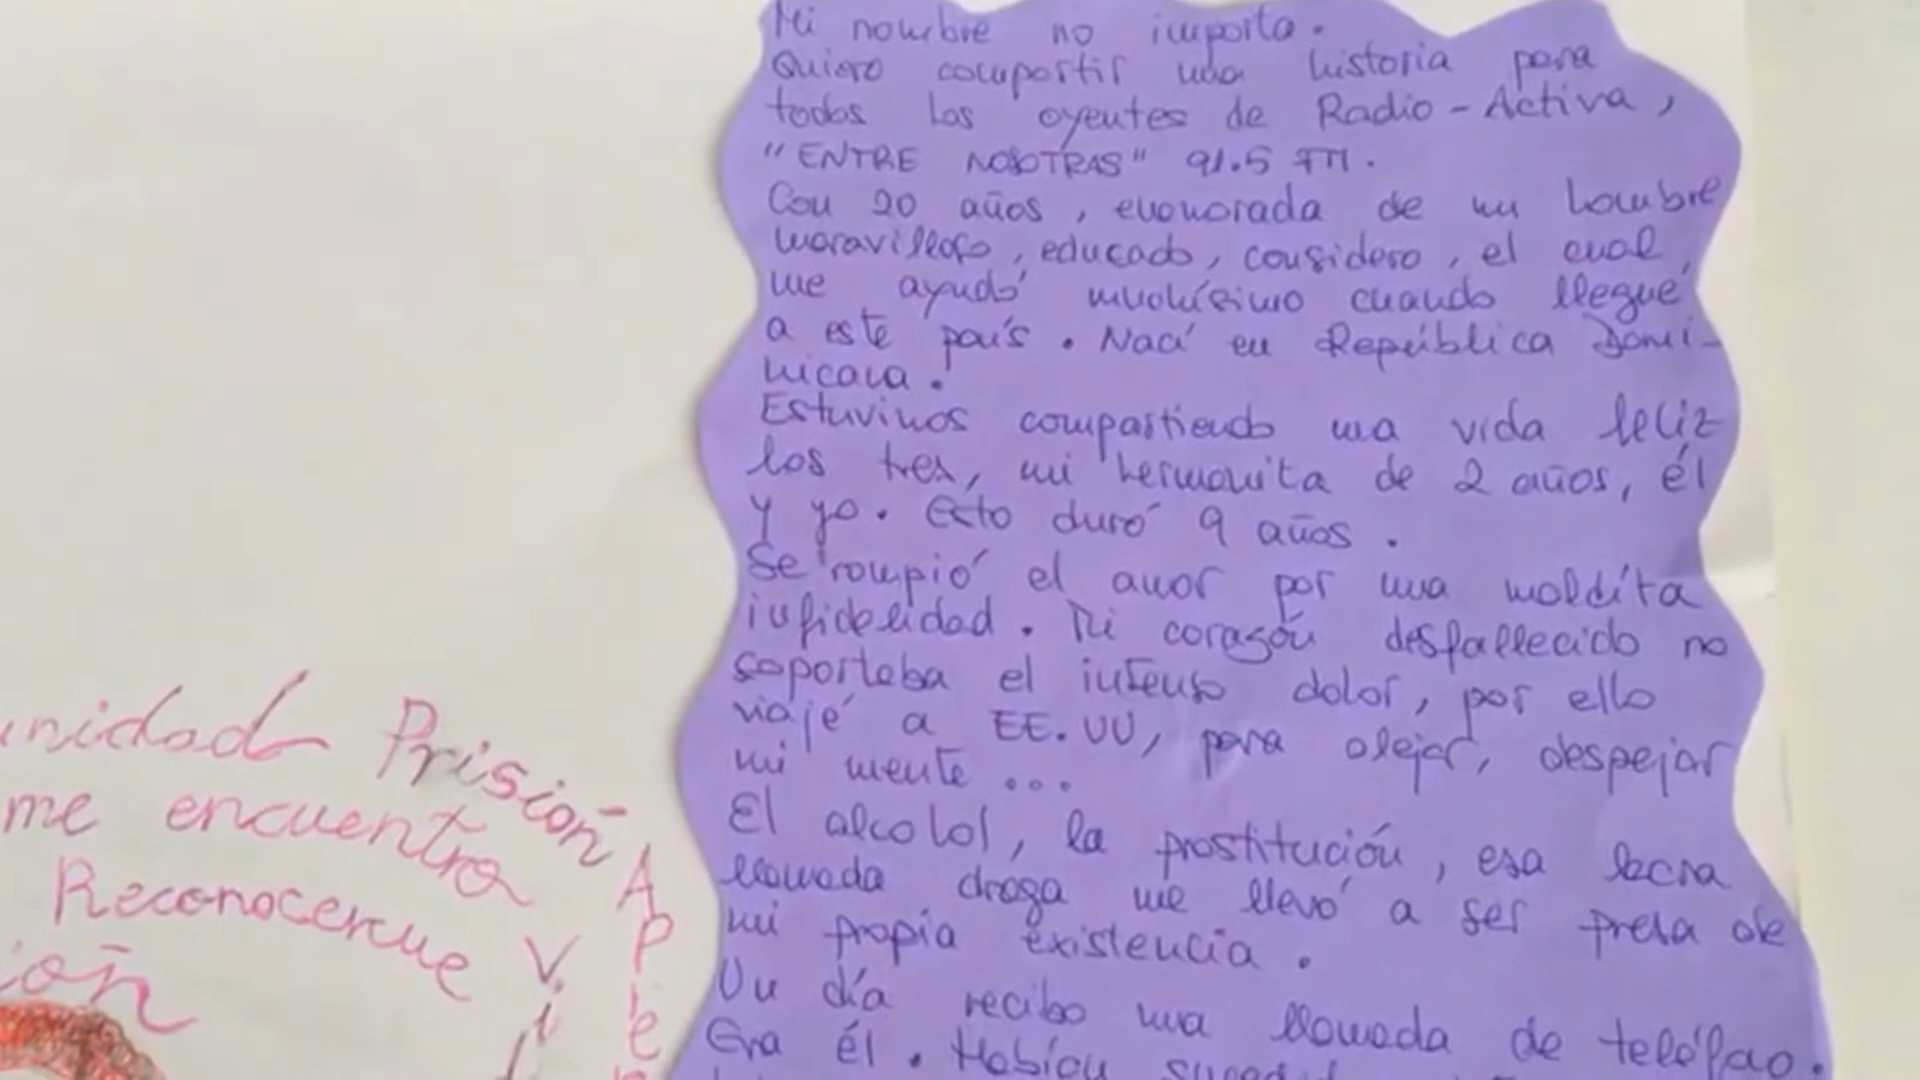 Mi nombre no importa.
Quiero compartir una historia para
todos los oyentes de Radio-Activa,
"ENTRE NOSOTRAS" 91.5 FM.
Con 20 años, enamorada de un hombre
maravilloso, educado, considero, el cual
me ayudó muchísimo cuando llegué
a este país. Nací en República Domi-
nicana.
Estuvimos compartiendo una vida feliz
los tres, mi hermanita de 2 años, él
y yo. Esto duró 9 años.
Se rompió el amor por una maldita
infidelidad. Mi corazón desfallecido no
soportaba el intenso dolor, por ello
viajé a EE.UU, para alejar, despejar
mi mente ...
El alcohol, la prostitución, esa lacra
llamada droga me llevó a ser presa de
mi propia existencia.
Un día recibo una llamada de teléfono.
Era él. Habían
nidad Prisión
me encuentro
Reconocerme
ión